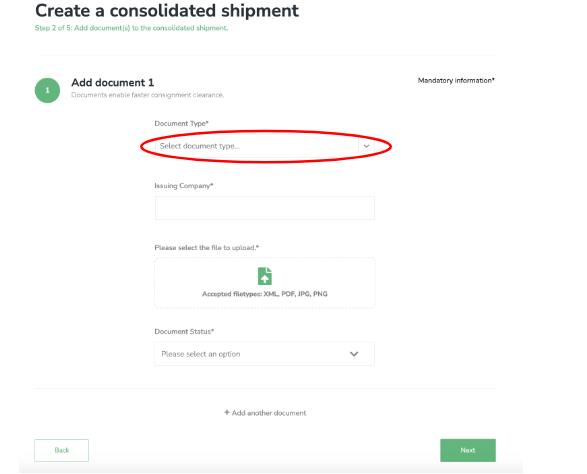 Create a consolidated shipment
Step 2 of 5: Add document(s) to the consolidated shipment.
1
Add document 1
Mandatory information*
Documents enable faster consignment clearance.
Document Type*
Select document type...
Issuing Company*
Please select the file to upload.*
Accepted filetypes: XML, PDF, JPG, PNG
Document Status*
Please select an option
+ Add another document
Back
Next